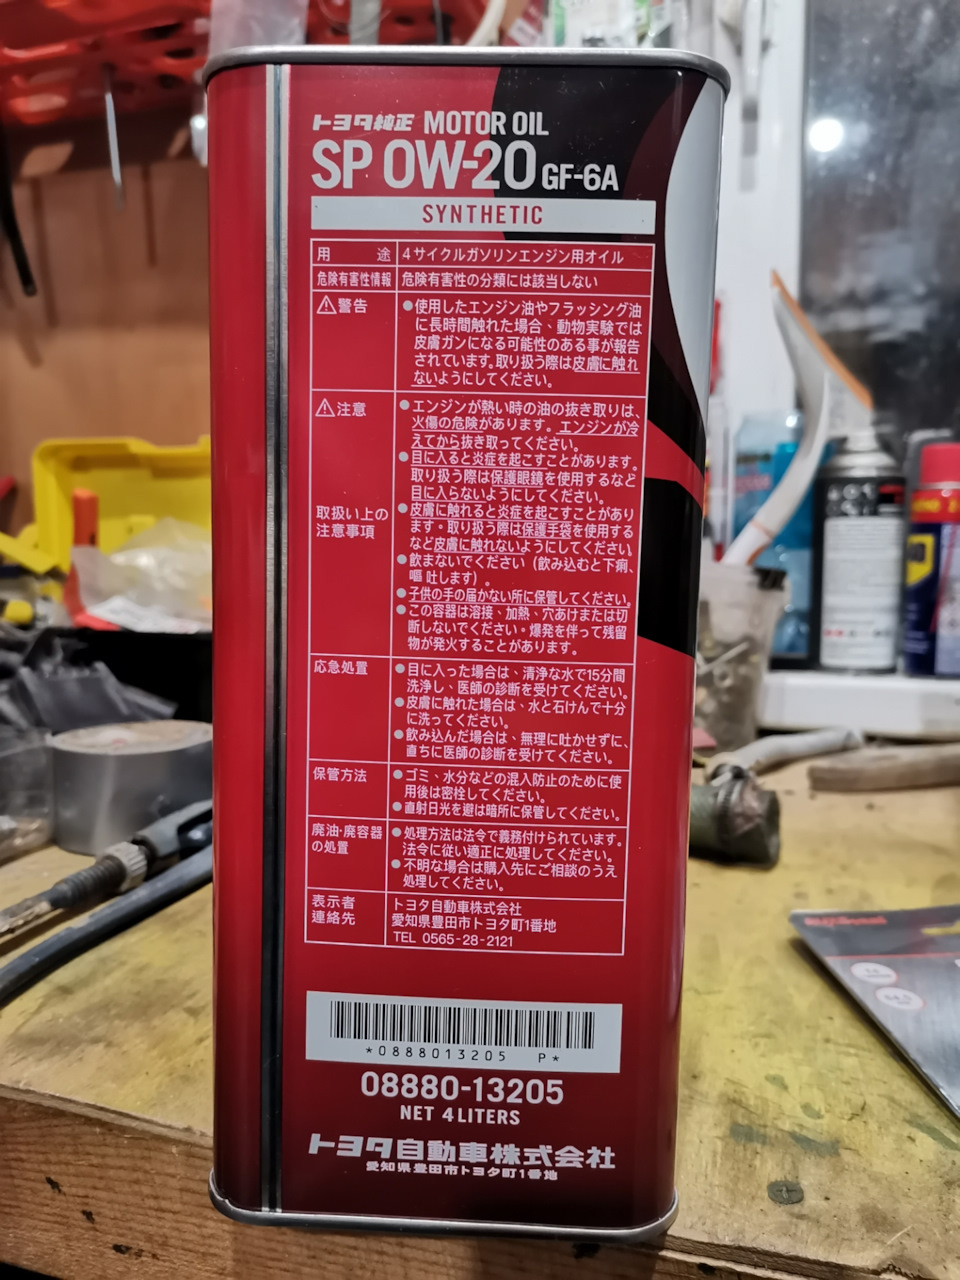 トヨタ純正 MOTOR OIL
SP 0W-20 GF-6A
SYNTHETIC
用途
4サイクルガソリンエンジン用オイル
危険有害性情報
危険有害性の分類には該当しない
⚠警告
●使用したエンジン油やフラッシング油
に長時間触れた場合、動物実験では
皮膚ガンになる可能性のある事が報告
されています。取り扱う際は皮膚に触れ
ないようにしてください。
⚠注意
取扱い上の
注意事項
●エンジンが熱い時の油の抜き取りは、
火傷の危険があります。エンジンが冷
えてから抜き取ってください。
●目に入ると炎症を起こすことがあります。
取り扱う際は保護眼鏡を使用するなど
目に入らないようにしてください。
●皮膚に触れると炎症を起こすことがあり
ます。取り扱う際は保護手袋を使用する
など皮膚に触れないようにしてください。
●飲まないでください（飲み込むと下痢、
嘔吐します）。
●子供の手の届かない所に保管してください。
●この容器は溶接、加熱、穴あけまたは切
断しないでください。爆発を伴って残留
物が発火することがあります。
応急処置
●目に入った場合は、清浄な水で15分間
洗浄し、医師の診断を受けてください。
●皮膚に触れた場合は、水と石けんで十分
に洗ってください。
●飲み込んだ場合は、無理に吐かせずに、
直ちに医師の診断を受けてください。
保管方法
●ゴミ、水分などの混入防止のために使
用後は密栓してください。
●直射日光を避け暗所に保管してください。
廃油・廃容器
の処置
●処理方法は法令で義務付けられています。
法令に従い適正に処理してください。
●不明な場合は購入先にご相談のうえ
処理してください。
表示者
連絡先
トヨタ自動車株式会社
愛知県豊田市トヨタ町1番地
TEL 0565-28-2121
*0888013205 P*
08880-13205
NET 4LITERS
トヨタ自動車株式会社
愛知県豊田市トヨタ町1番地